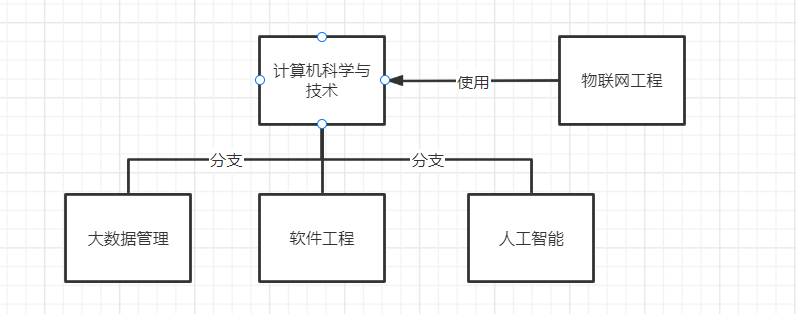 计算机科学与
技术
使用
物联网工程
分支
分支
大数据管理
软件工程
人工智能